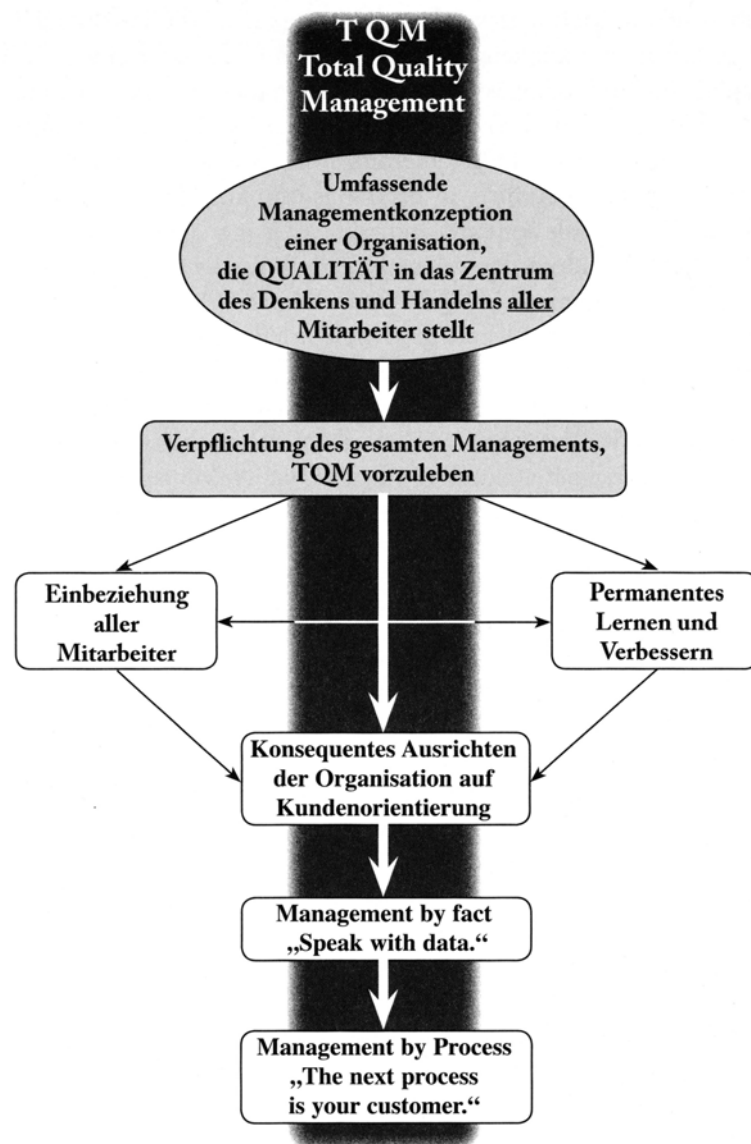 T Q M
Total Quality
Management
Umfassende
Managementkonzeption
einer Organisation,
die QUALITÄT in das Zentrum
des Denkens und Handelns aller
Mitarbeiter stellt
Verpflichtung des gesamten Managements,
TQM vorzuleben
Einbeziehung
aller
Mitarbeiter
Permanentes
Lernen und
Verbessern
Konsequentes Ausrichten
der Organisation auf
Kundenorientierung
Management by fact
„Speak with data.“
Management by Process
„The next process
is your customer.“